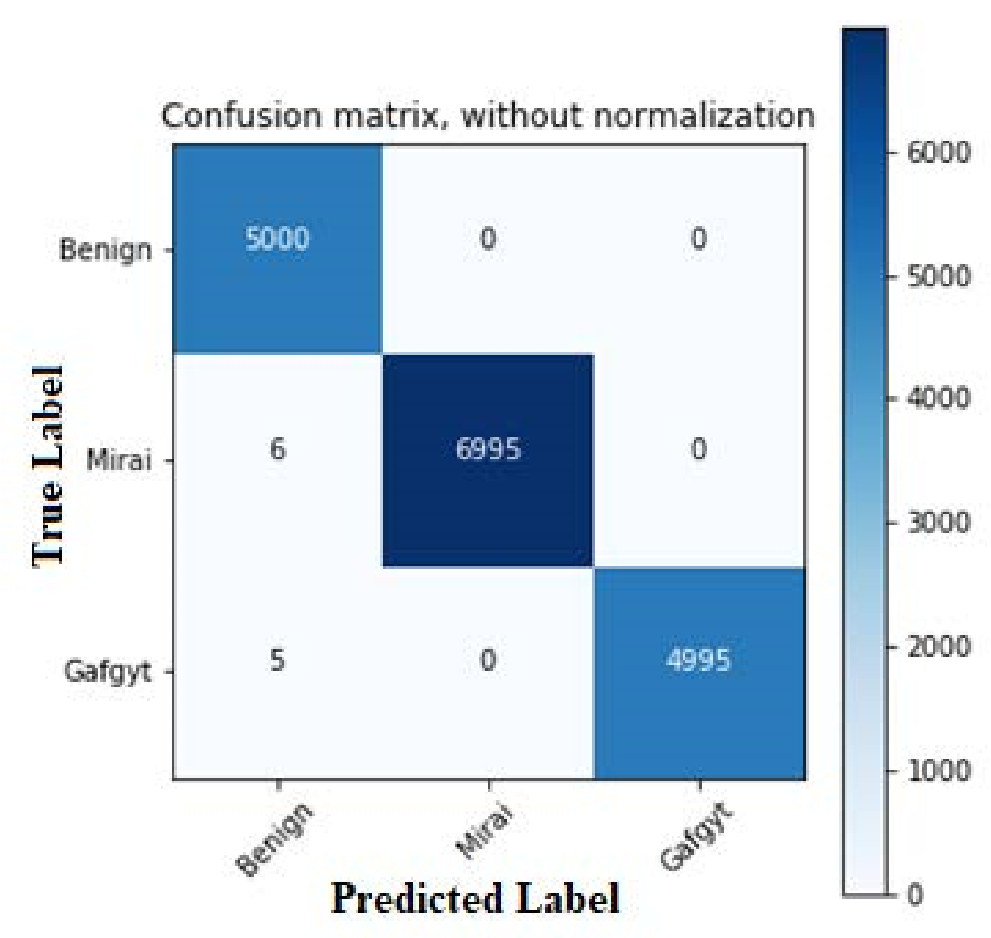 Confusion matrix, without normalization
Benign 5000 0 0
Mirai 6 6995 0
Gafgyt 5 0 4995
True Label
Benign Mirai Gafgyt
Predicted Label
6000
5000
4000
3000
2000
1000
0